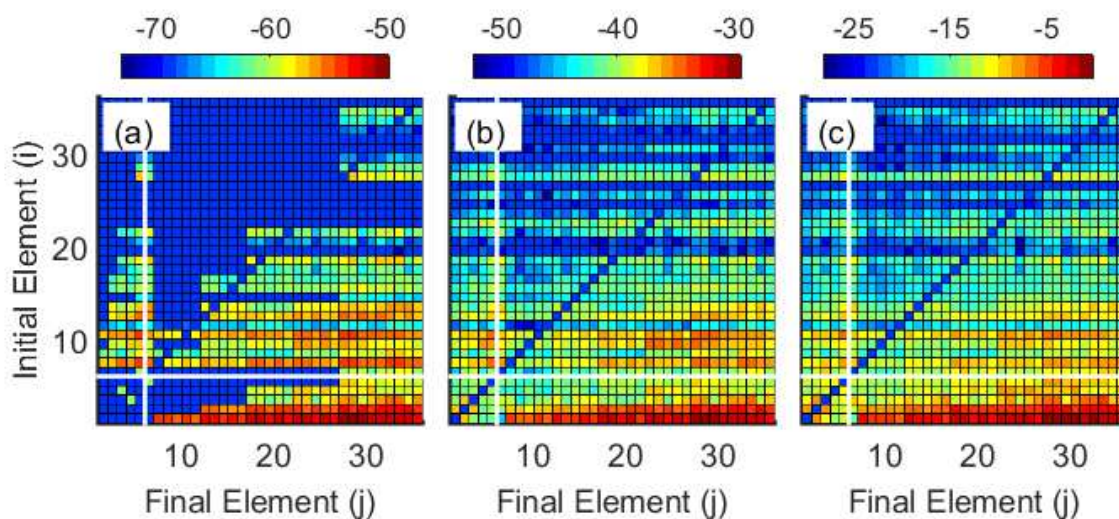 -70 -60 -50 -50 -40 -30 -25 -15 -5
(a) (b) (c)
30
20
10
Initial Element (i)
10 20 30 10 20 30 10 20 30
Final Element (j) Final Element (j) Final Element (j)